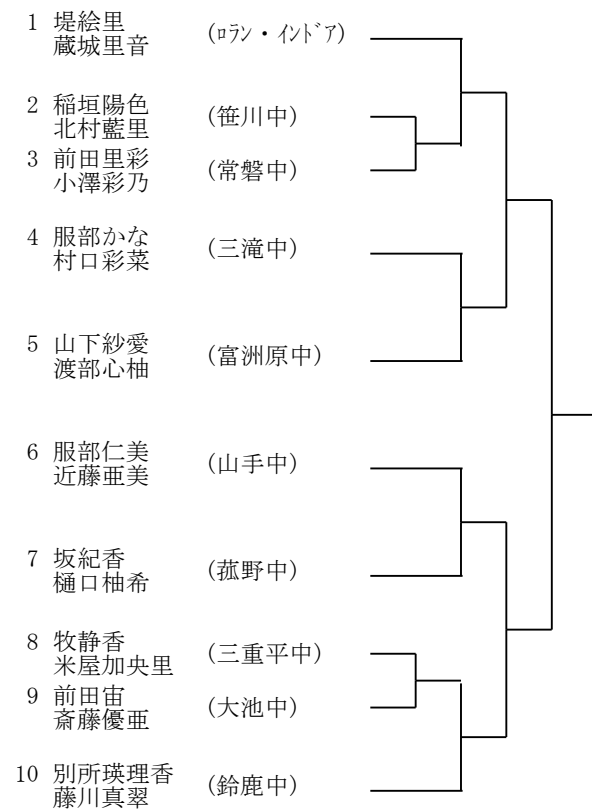 1 堤絵里
蔵城里音
(ﾛﾗﾝ・ｲﾝﾄﾞｱ)
2 稲垣陽色
北村藍里
(笹川中)
3 前田里彩
小澤彩乃
(常磐中)
4 服部かな
村口彩菜
(三滝中)
5 山下紗愛
渡部心柚
(富洲原中)
6 服部仁美
近藤亜美
(山手中)
7 坂紀香
樋口柚希
(菰野中)
8 牧静香
米屋加央里
(三重平中)
9 前田宙
斎藤優亜
(大池中)
10 別所瑛理香
藤川真翠
(鈴鹿中)